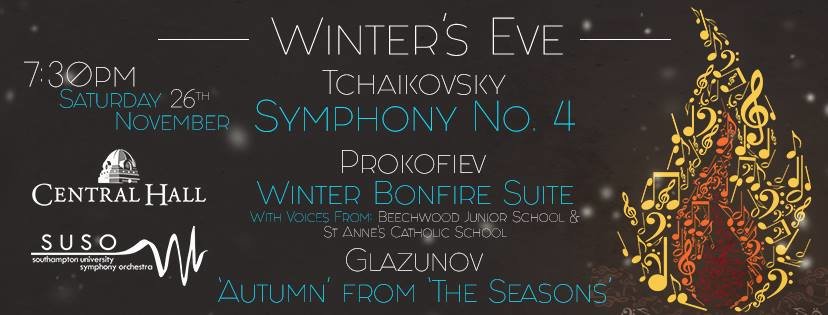 Winter's Eve
7:30pm
Saturday 26th
November
Central Hall
SUSO
southampton university
symphony orchestra
Tchaikovsky
Symphony No. 4
Prokofiev
Winter Bonfire Suite
With Voices From: Beechwood Junior School &
St Anne's Catholic School
Glazunov
'Autumn' from 'The Seasons'